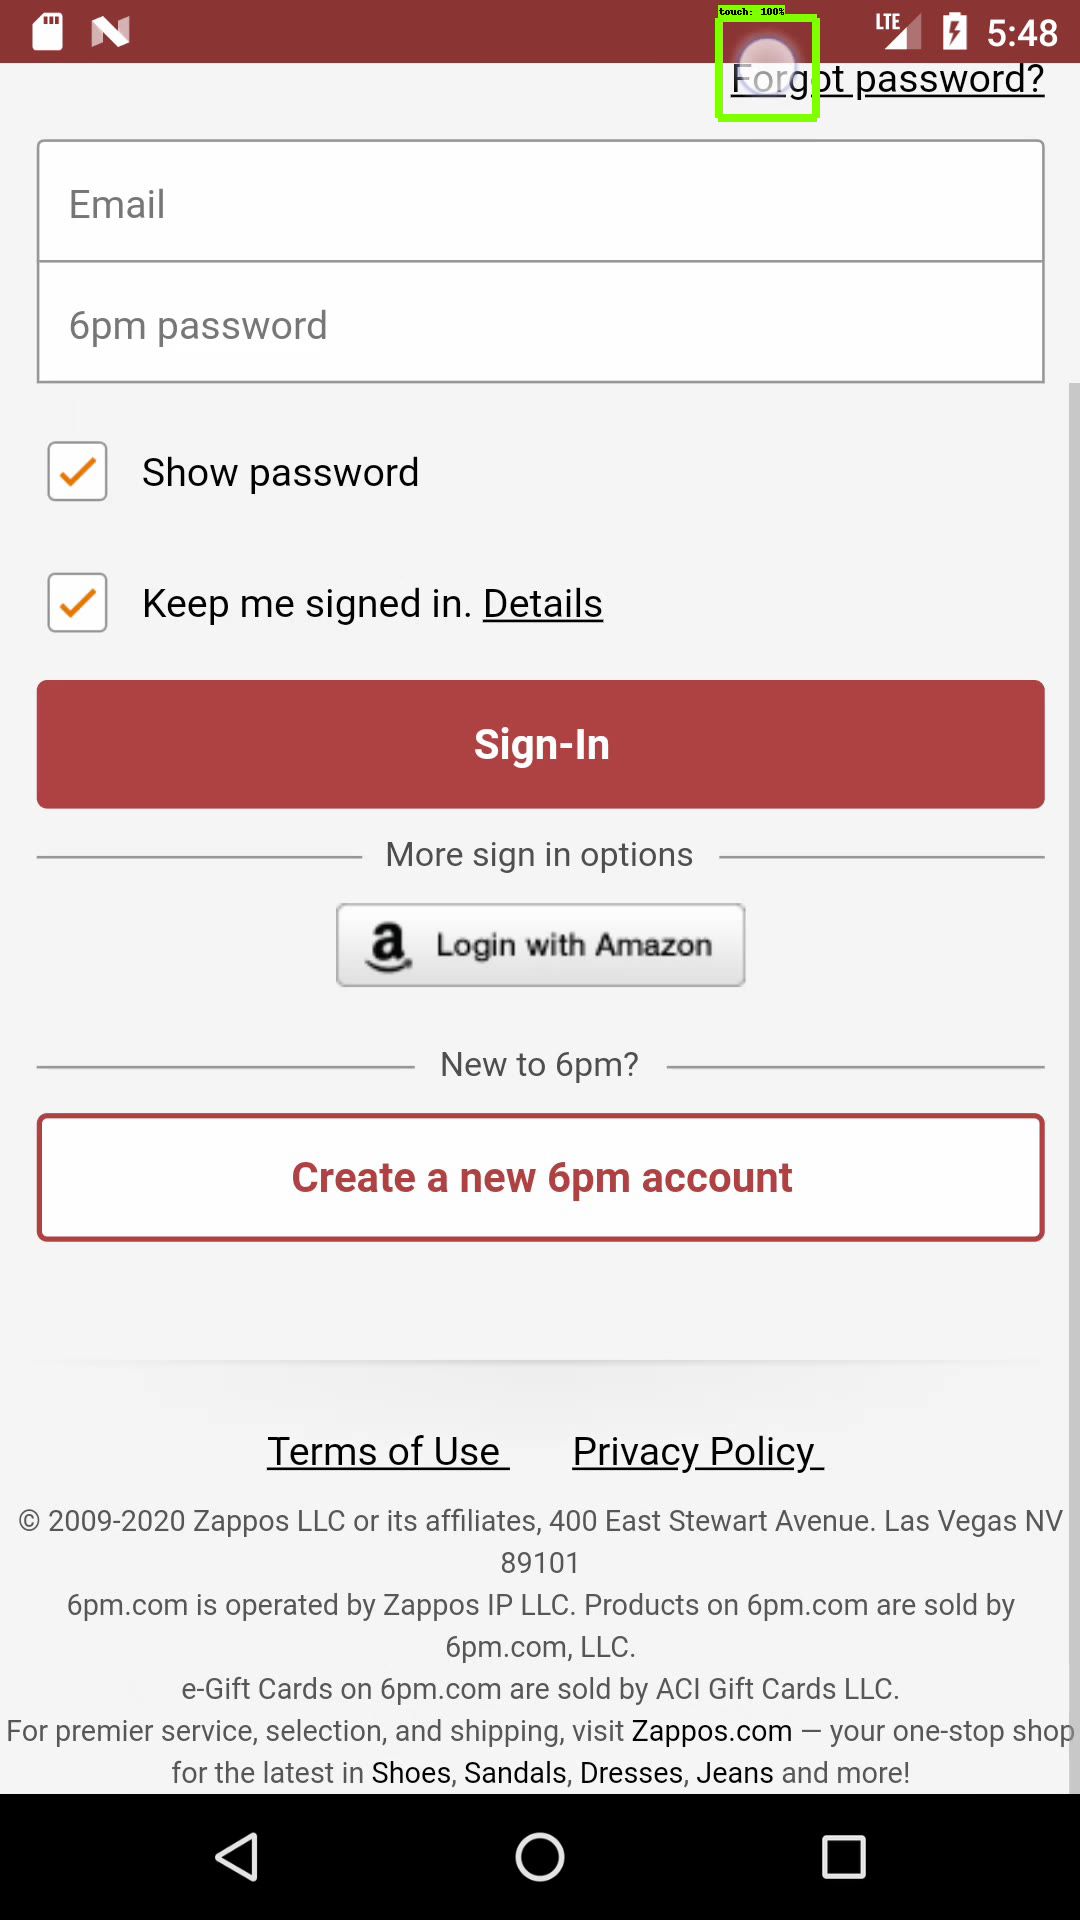 touch: 100%
LTE
5:48
Forgot password?
Email
6pm password
Show password
Keep me signed in. Details
Sign-In
More sign in options
a Login with Amazon
New to 6pm?
Create a new 6pm account
Terms of Use Privacy Policy
© 2009-2020 Zappos LLC or its affiliates, 400 East Stewart Avenue. Las Vegas NV
89101
6pm.com is operated by Zappos IP LLC. Products on 6pm.com are sold by
6pm.com, LLC.
e-Gift Cards on 6pm.com are sold by ACI Gift Cards LLC.
For premier service, selection, and shipping, visit Zappos.com — your one-stop shop
for the latest in Shoes, Sandals, Dresses, Jeans and more!